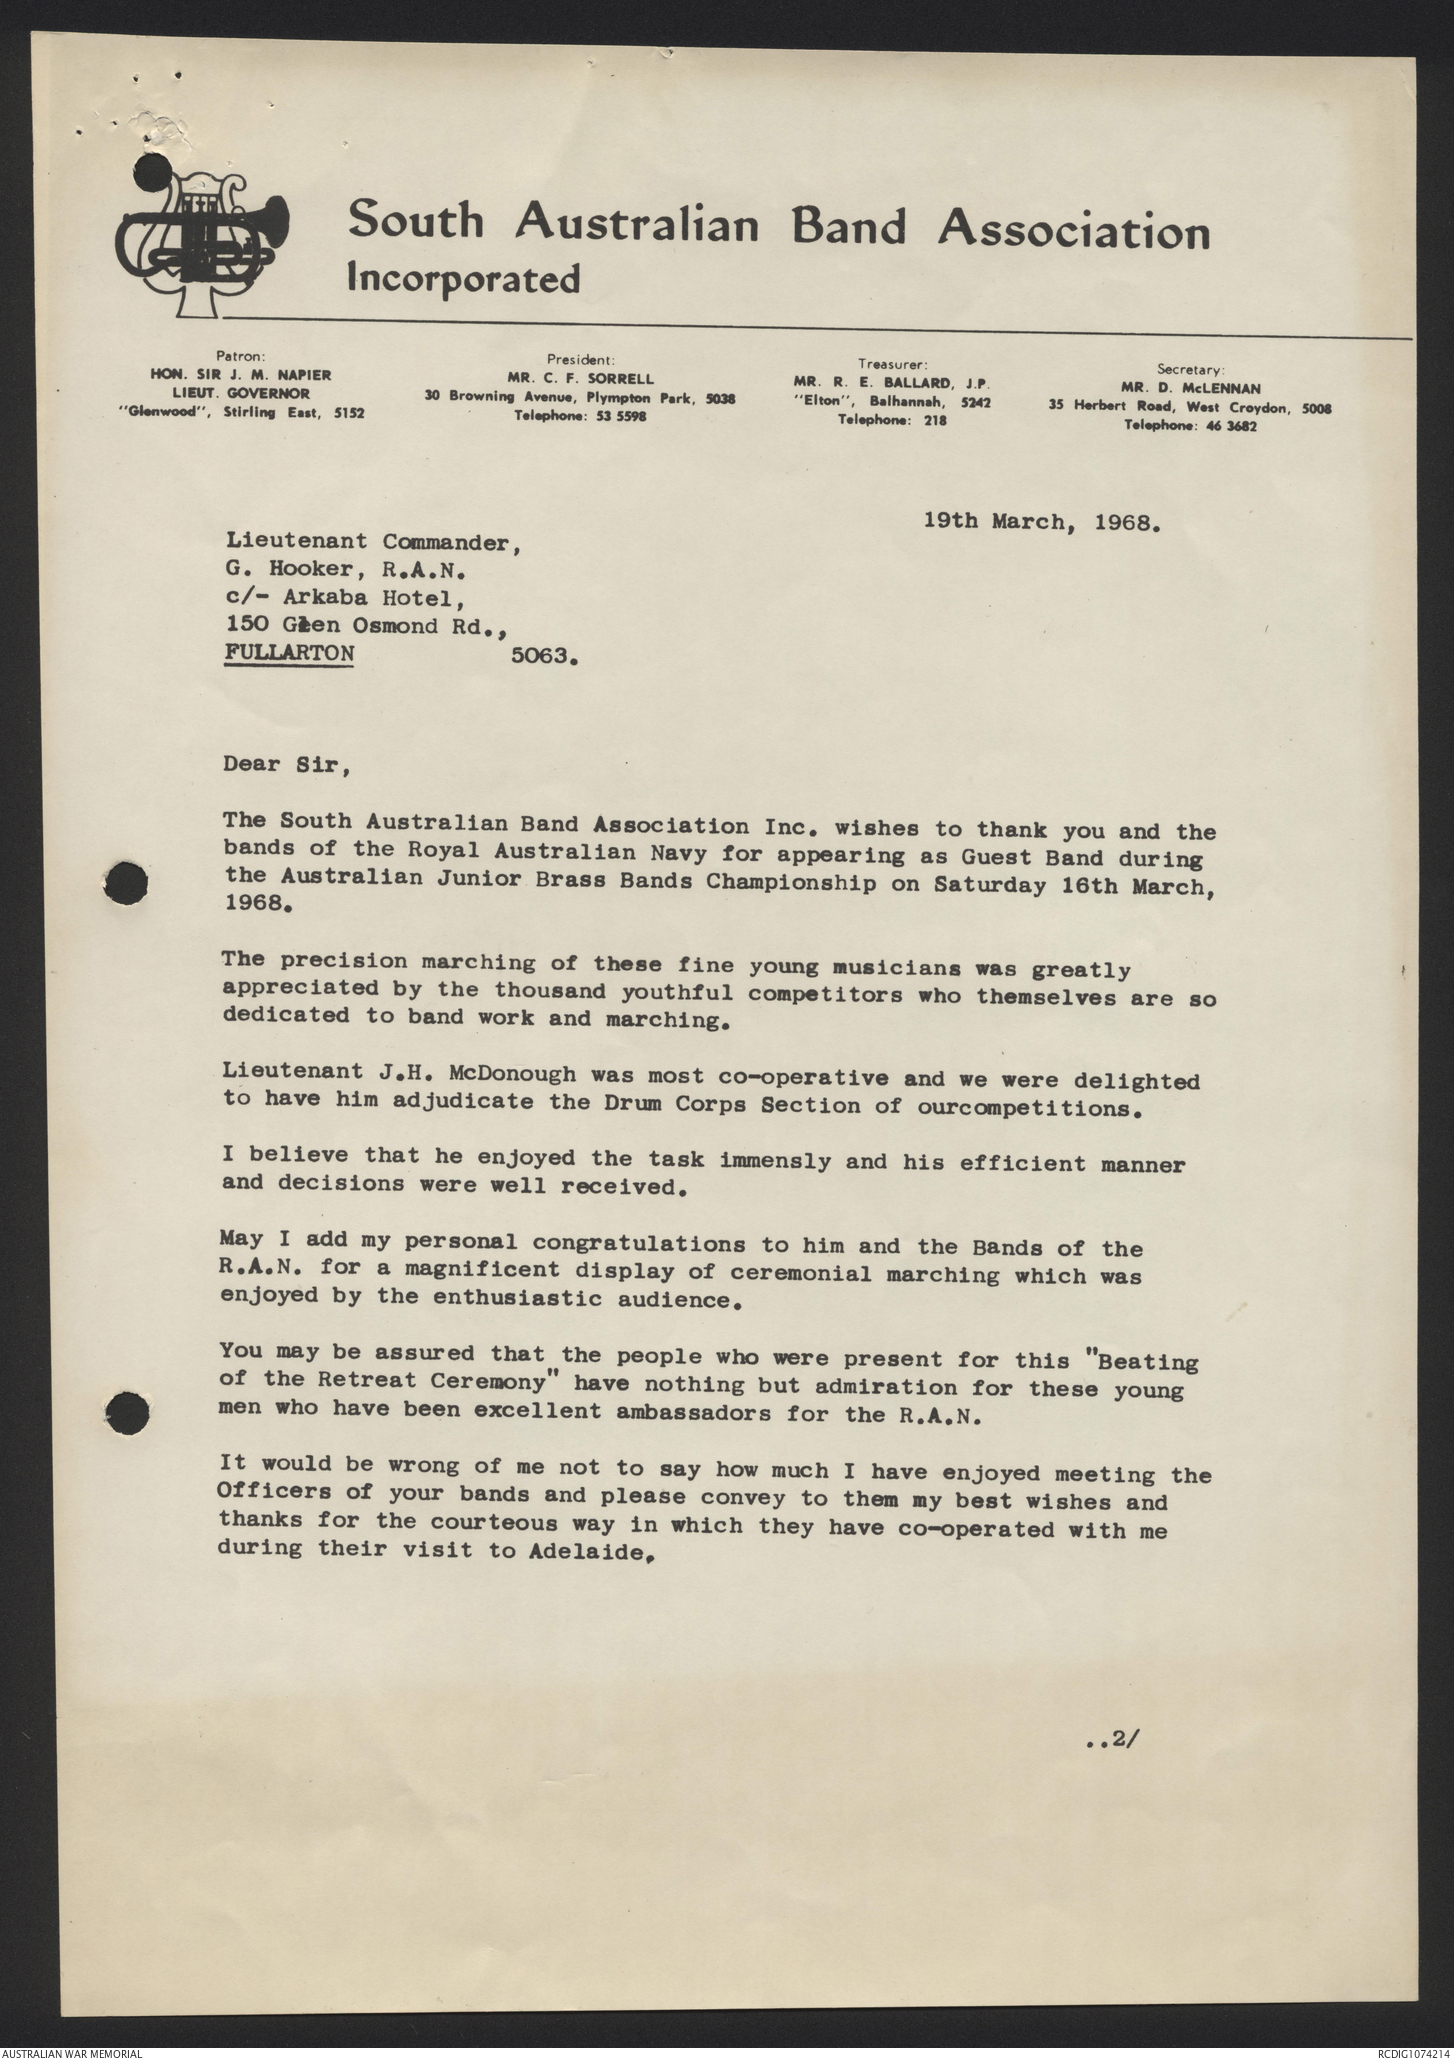 South Australian Band Association
Incorporated
Patron:
HON. SIR J. M. NAPIER
LIEUT. GOVERNOR
"Glenwood", Stirling East, 5152
President:
MR. C. F. SORRELL
30 Browning Avenue, Plympton Park, 5038
Telephone: 53 5598
Treasurer:
MR. R. E. BALLARD, J.P.
"Elton", Balhannah, 5242
Telephone: 218
Secretary:
MR. D. McLENNAN
35 Herbert Road, West Croydon, 5008
Telephone: 46 3682
19th March, 1968.
Lieutenant Commander,
G. Hooker, R.A.N.
c/- Arkaba Hotel,
150 Glen Osmond Rd.,
FULLARTON 5063.
Dear Sir,
The South Australian Band Association Inc. wishes to thank you and the
bands of the Royal Australian Navy for appearing as Guest Band during
the Australian Junior Brass Bands Championship on Saturday 16th March,
1968.
The precision marching of these fine young musicians was greatly
appreciated by the thousand youthful competitors who themselves are so
dedicated to band work and marching.
Lieutenant J.H. McDonough was most co-operative and we were delighted
to have him adjudicate the Drum Corps Section of ourcompetitions.
I believe that he enjoyed the task immensly and his efficient manner
and decisions were well received.
May I add my personal congratulations to him and the Bands of the
R.A.N. for a magnificent display of ceremonial marching which was
enjoyed by the enthusiastic audience.
You may be assured that the people who were present for this "Beating
of the Retreat Ceremony" have nothing but admiration for these young
men who have been excellent ambassadors for the R.A.N.
It would be wrong of me not to say how much I have enjoyed meeting the
Officers of your bands and please convey to them my best wishes and
thanks for the courteous way in which they have co-operated with me
during their visit to Adelaide.
..2/
AUSTRALIAN WAR MEMORIAL
RCDIG1074214